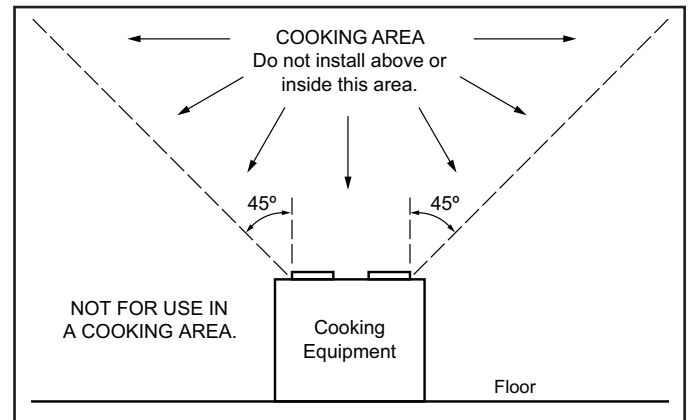 COOKING AREA
Do not install above or
inside this area.
45º
45º
NOT FOR USE IN
A COOKING AREA.
Cooking
Equipment
Floor